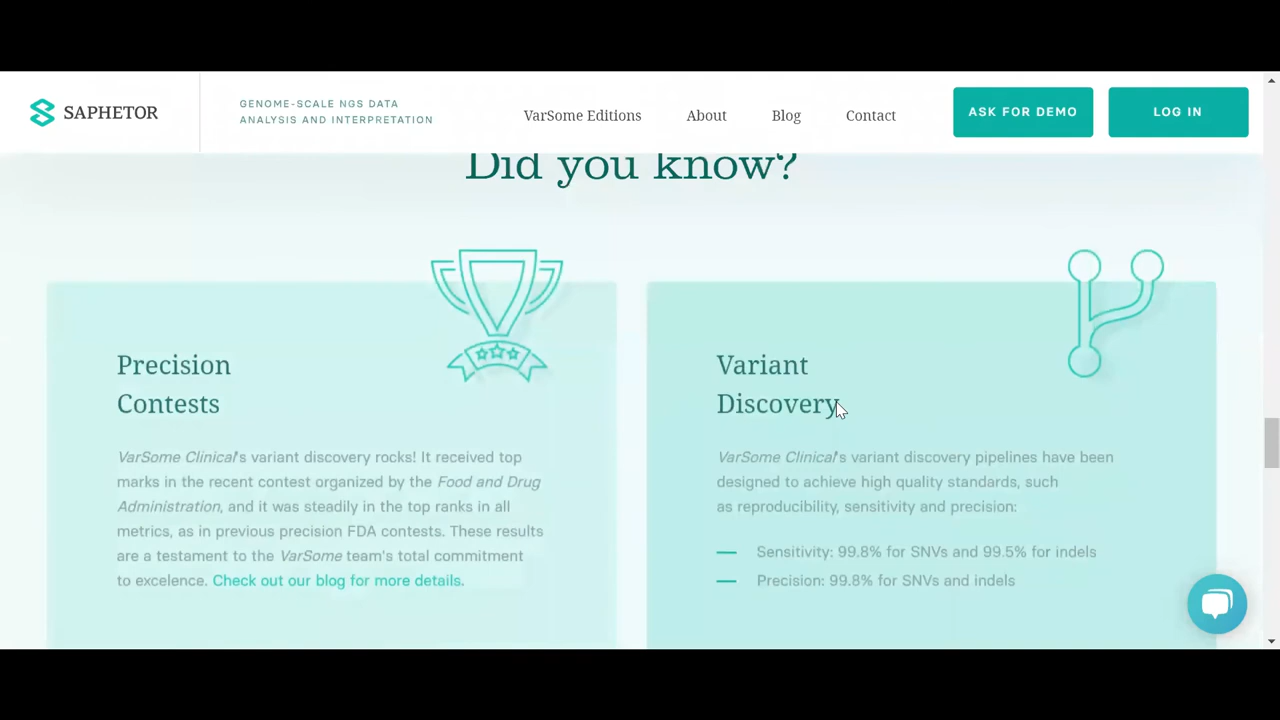 SAPHETOR
GENOME-SCALE NGS DATA
ANALYSIS AND INTERPRETATION
VarSome Editions
About
Blog
Contact
ASK FOR DEMO
LOG IN
Did you know?
Precision
Contests
VarSome Clinical's variant discovery rocks! It received top
marks in the recent contest organized by the Food and Drug
Administration, and it was steadily in the top ranks in all
metrics, as in previous precision FDA contests. These results
are a testament to the VarSome team's total commitment
to excelence. Check out our blog for more details.
Variant
Discovery
VarSome Clinical's variant discovery pipelines have been
designed to achieve high quality standards, such
as reproducibility, sensitivity and precision:
— Sensitivity: 99.8% for SNVs and 99.5% for indels
— Precision: 99.8% for SNVs and indels